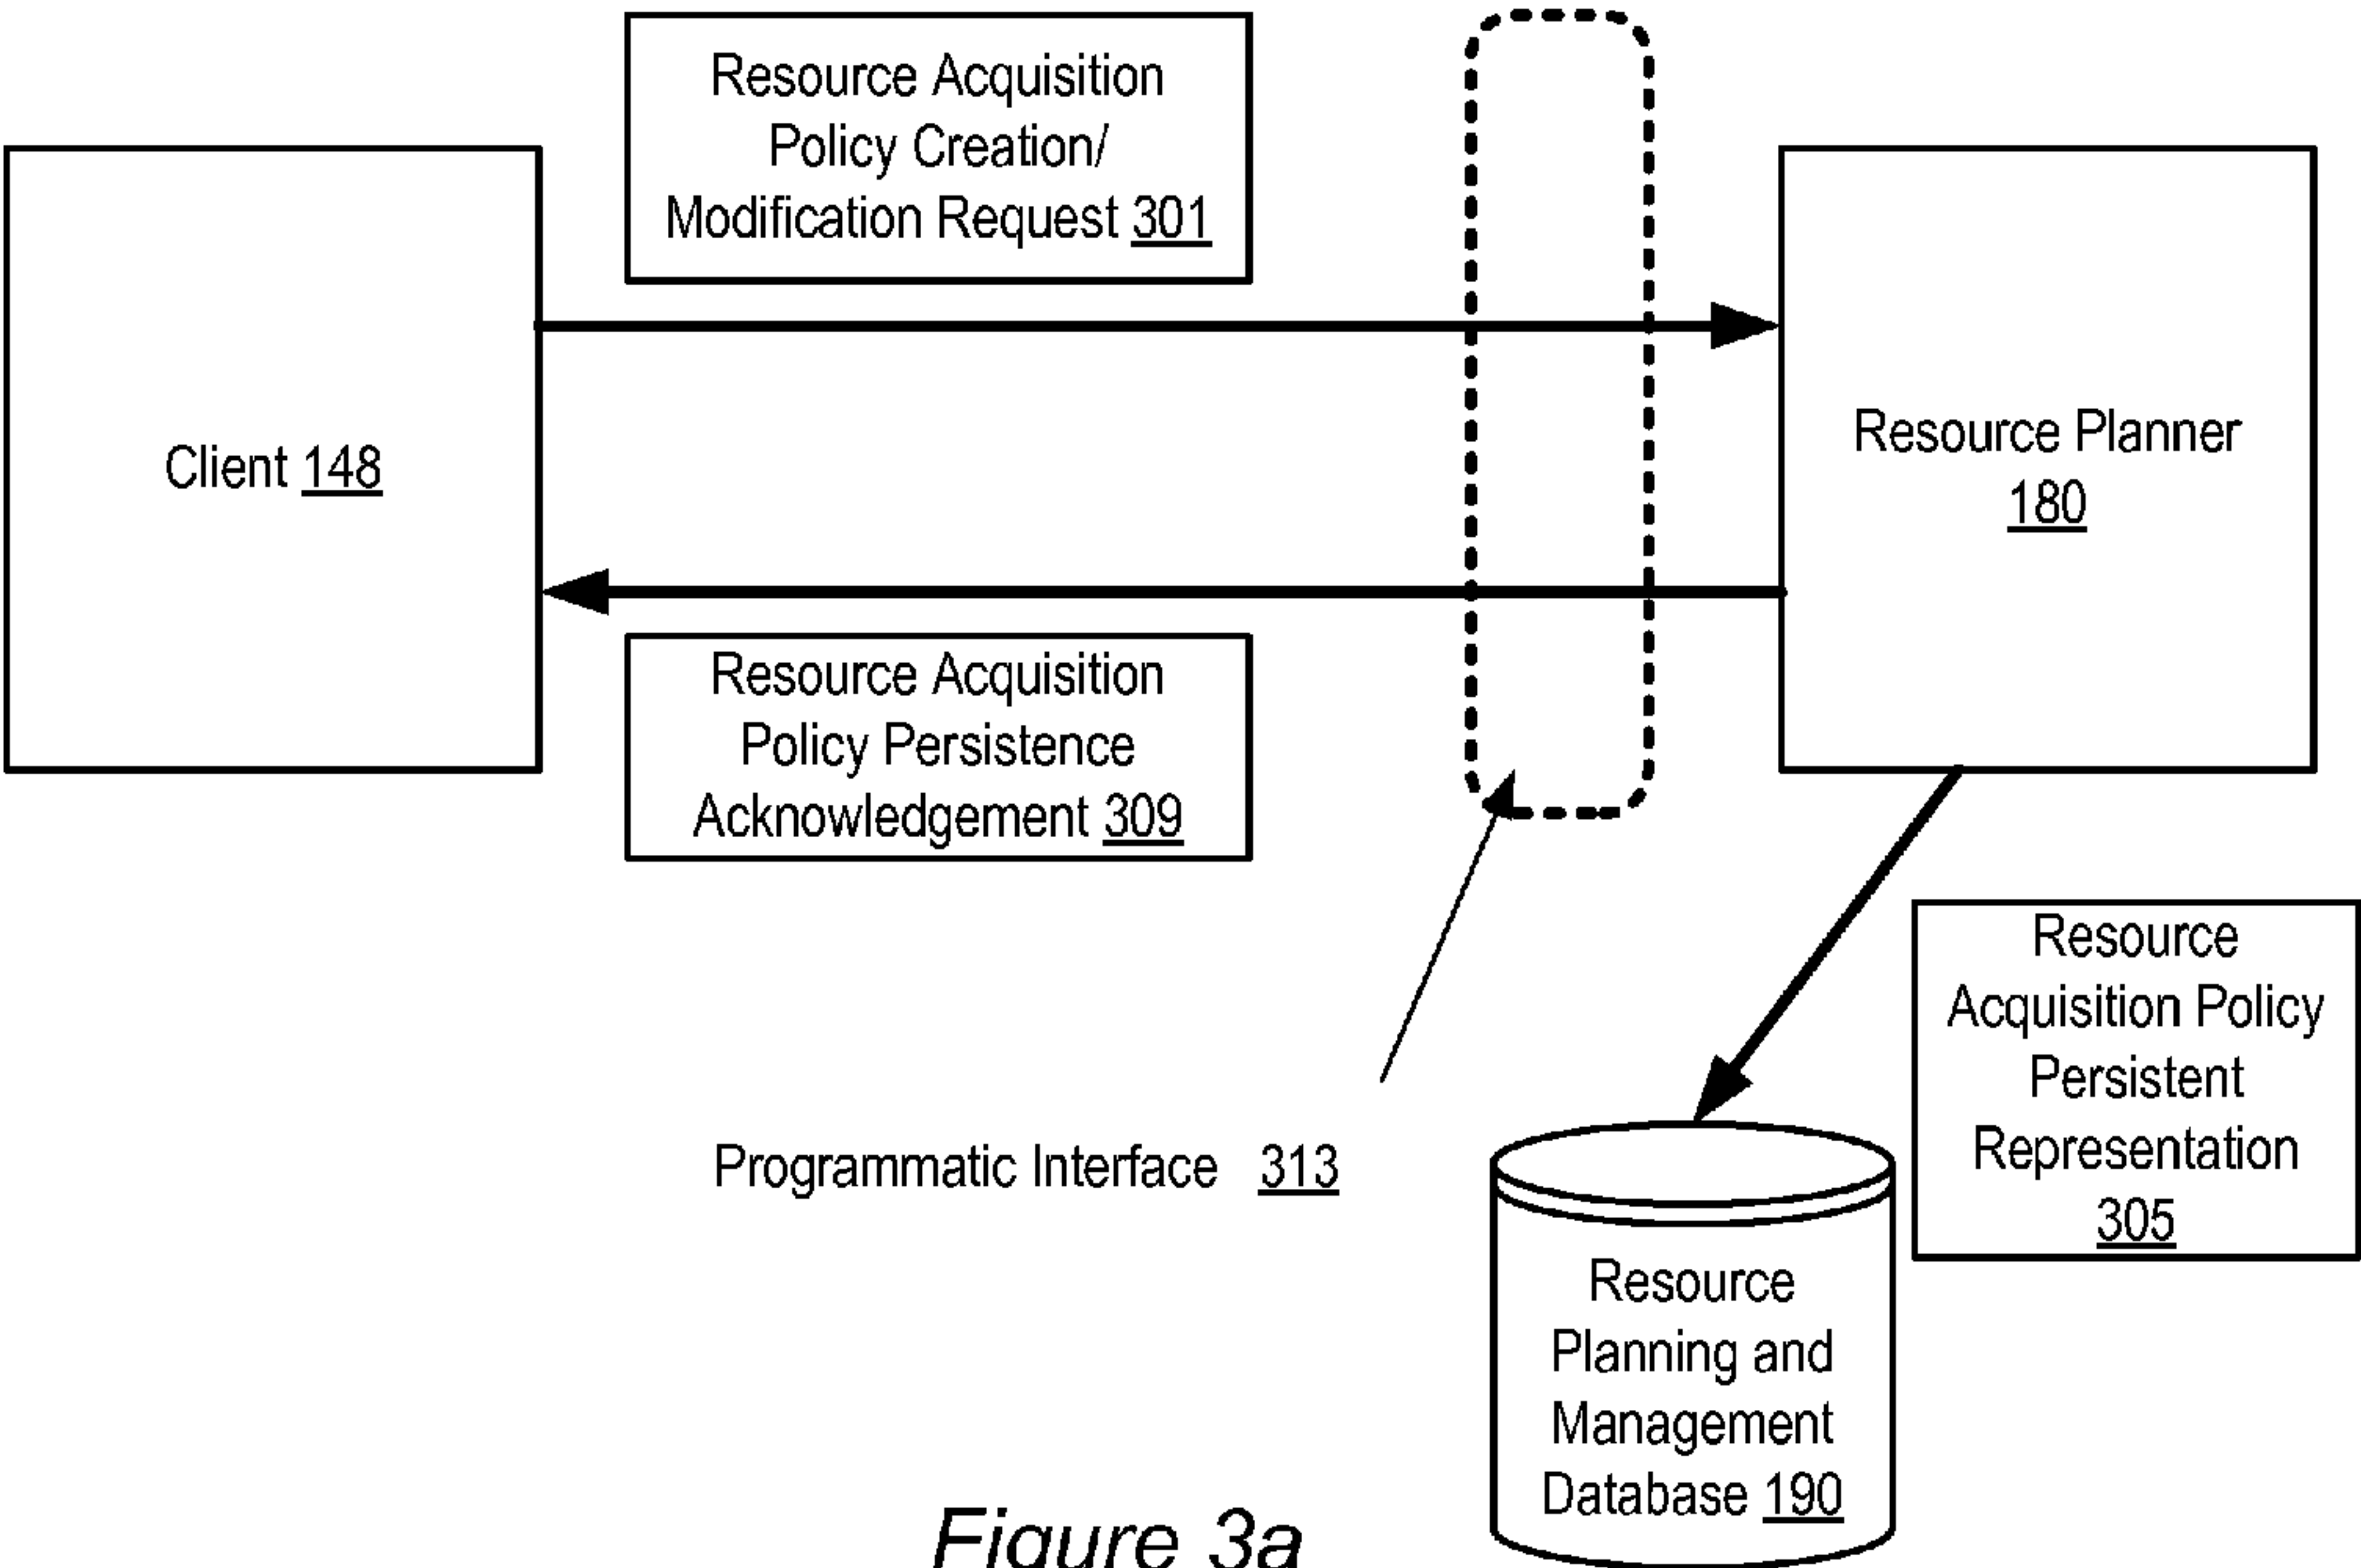 Resource Acquisition
Policy Creation/
Modification Request 301
Client 148
Resource Planner
180
Resource Acquisition
Policy Persistence
Acknowledgement 309
Resource
Acquisition Policy
Persistent
Representation
305
Programmatic Interface 313
Resource
Planning and
Management
Database 190
Figure 3a